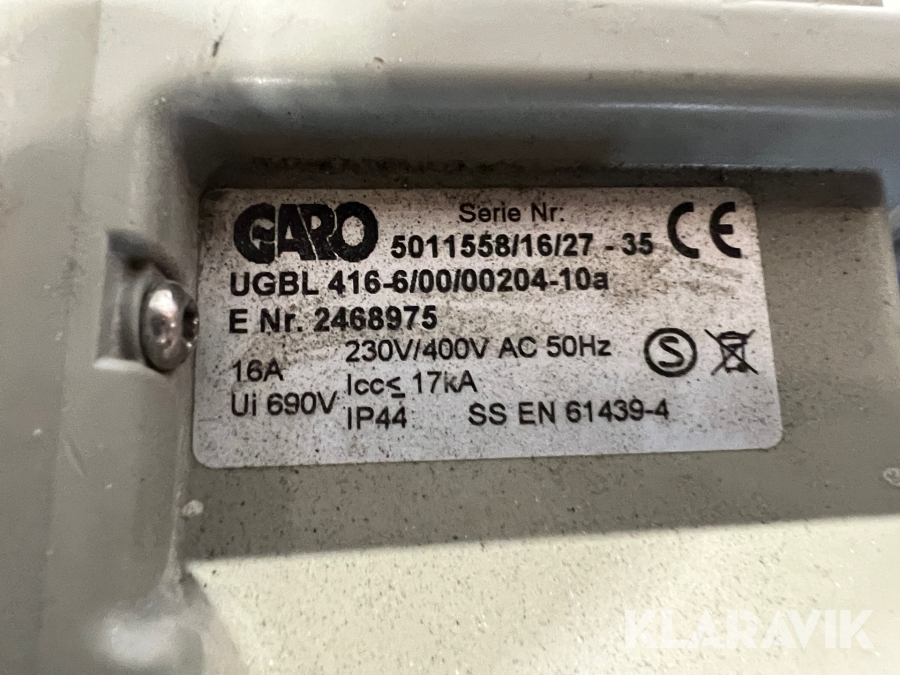 GARO
Serie Nr:
5011558/16/27 - 35
CE
UGBL 416-6/00/00204-10a
E Nr. 2468975
16A
230V/400V AC 50Hz
S
Icc≤ 17kA
Ui 690V
IP44
SS EN 61439-4
KLARAVIK